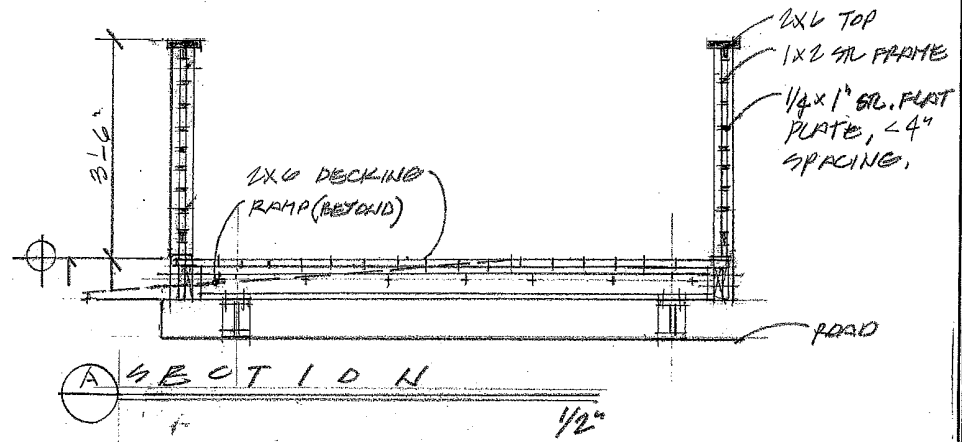 2X6 TOP
1X2 STL FRAME
1/4 X 1" STL. FLAT
PLATE, <4"
SPACING.
3'-6"
2X6 DECKING
RAMP (BEYOND)
ROAD
A SECTION
1/2"